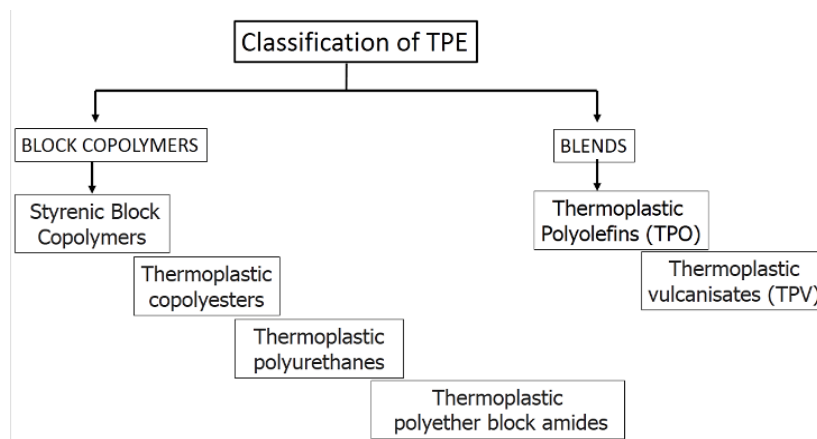 Classification of TPE
BLOCK COPOLYMERS
BLENDS
Styrenic Block
Copolymers
Thermoplastic
Polyolefins (TPO)
Thermoplastic
copolyesters
Thermoplastic
vulcanisates (TPV)
Thermoplastic
polyurethanes
Thermoplastic
polyether block amides